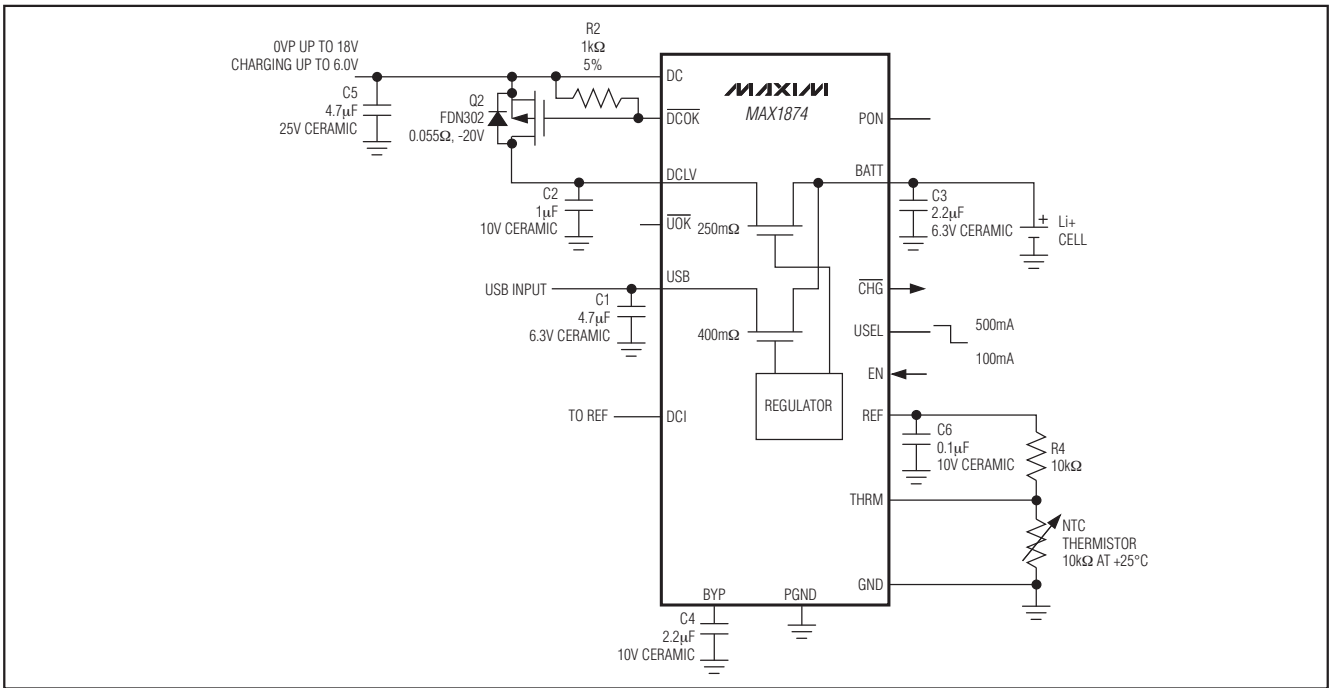 0VP UP TO 18V
CHARGING UP TO 6.0V
C5
4.7µF
25V CERAMIC
Q2
FDN302
0.055Ω, -20V
R2
1kΩ
5%
DC
MAXIM
MAX1874
DCOK
PON
DCLV
BATT
C2
1µF
10V CERAMIC
UOK
250mΩ
C3
2.2µF
6.3V CERAMIC
+
Li+
CELL
USB INPUT
USB
C1
4.7µF
6.3V CERAMIC
400mΩ
CHG
USEL
500mA
100mA
EN
REGULATOR
TO REF
DCI
REF
C6
0.1µF
10V CERAMIC
R4
10kΩ
THRM
NTC
THERMISTOR
10kΩ AT +25°C
GND
BYP
PGND
C4
2.2µF
10V CERAMIC